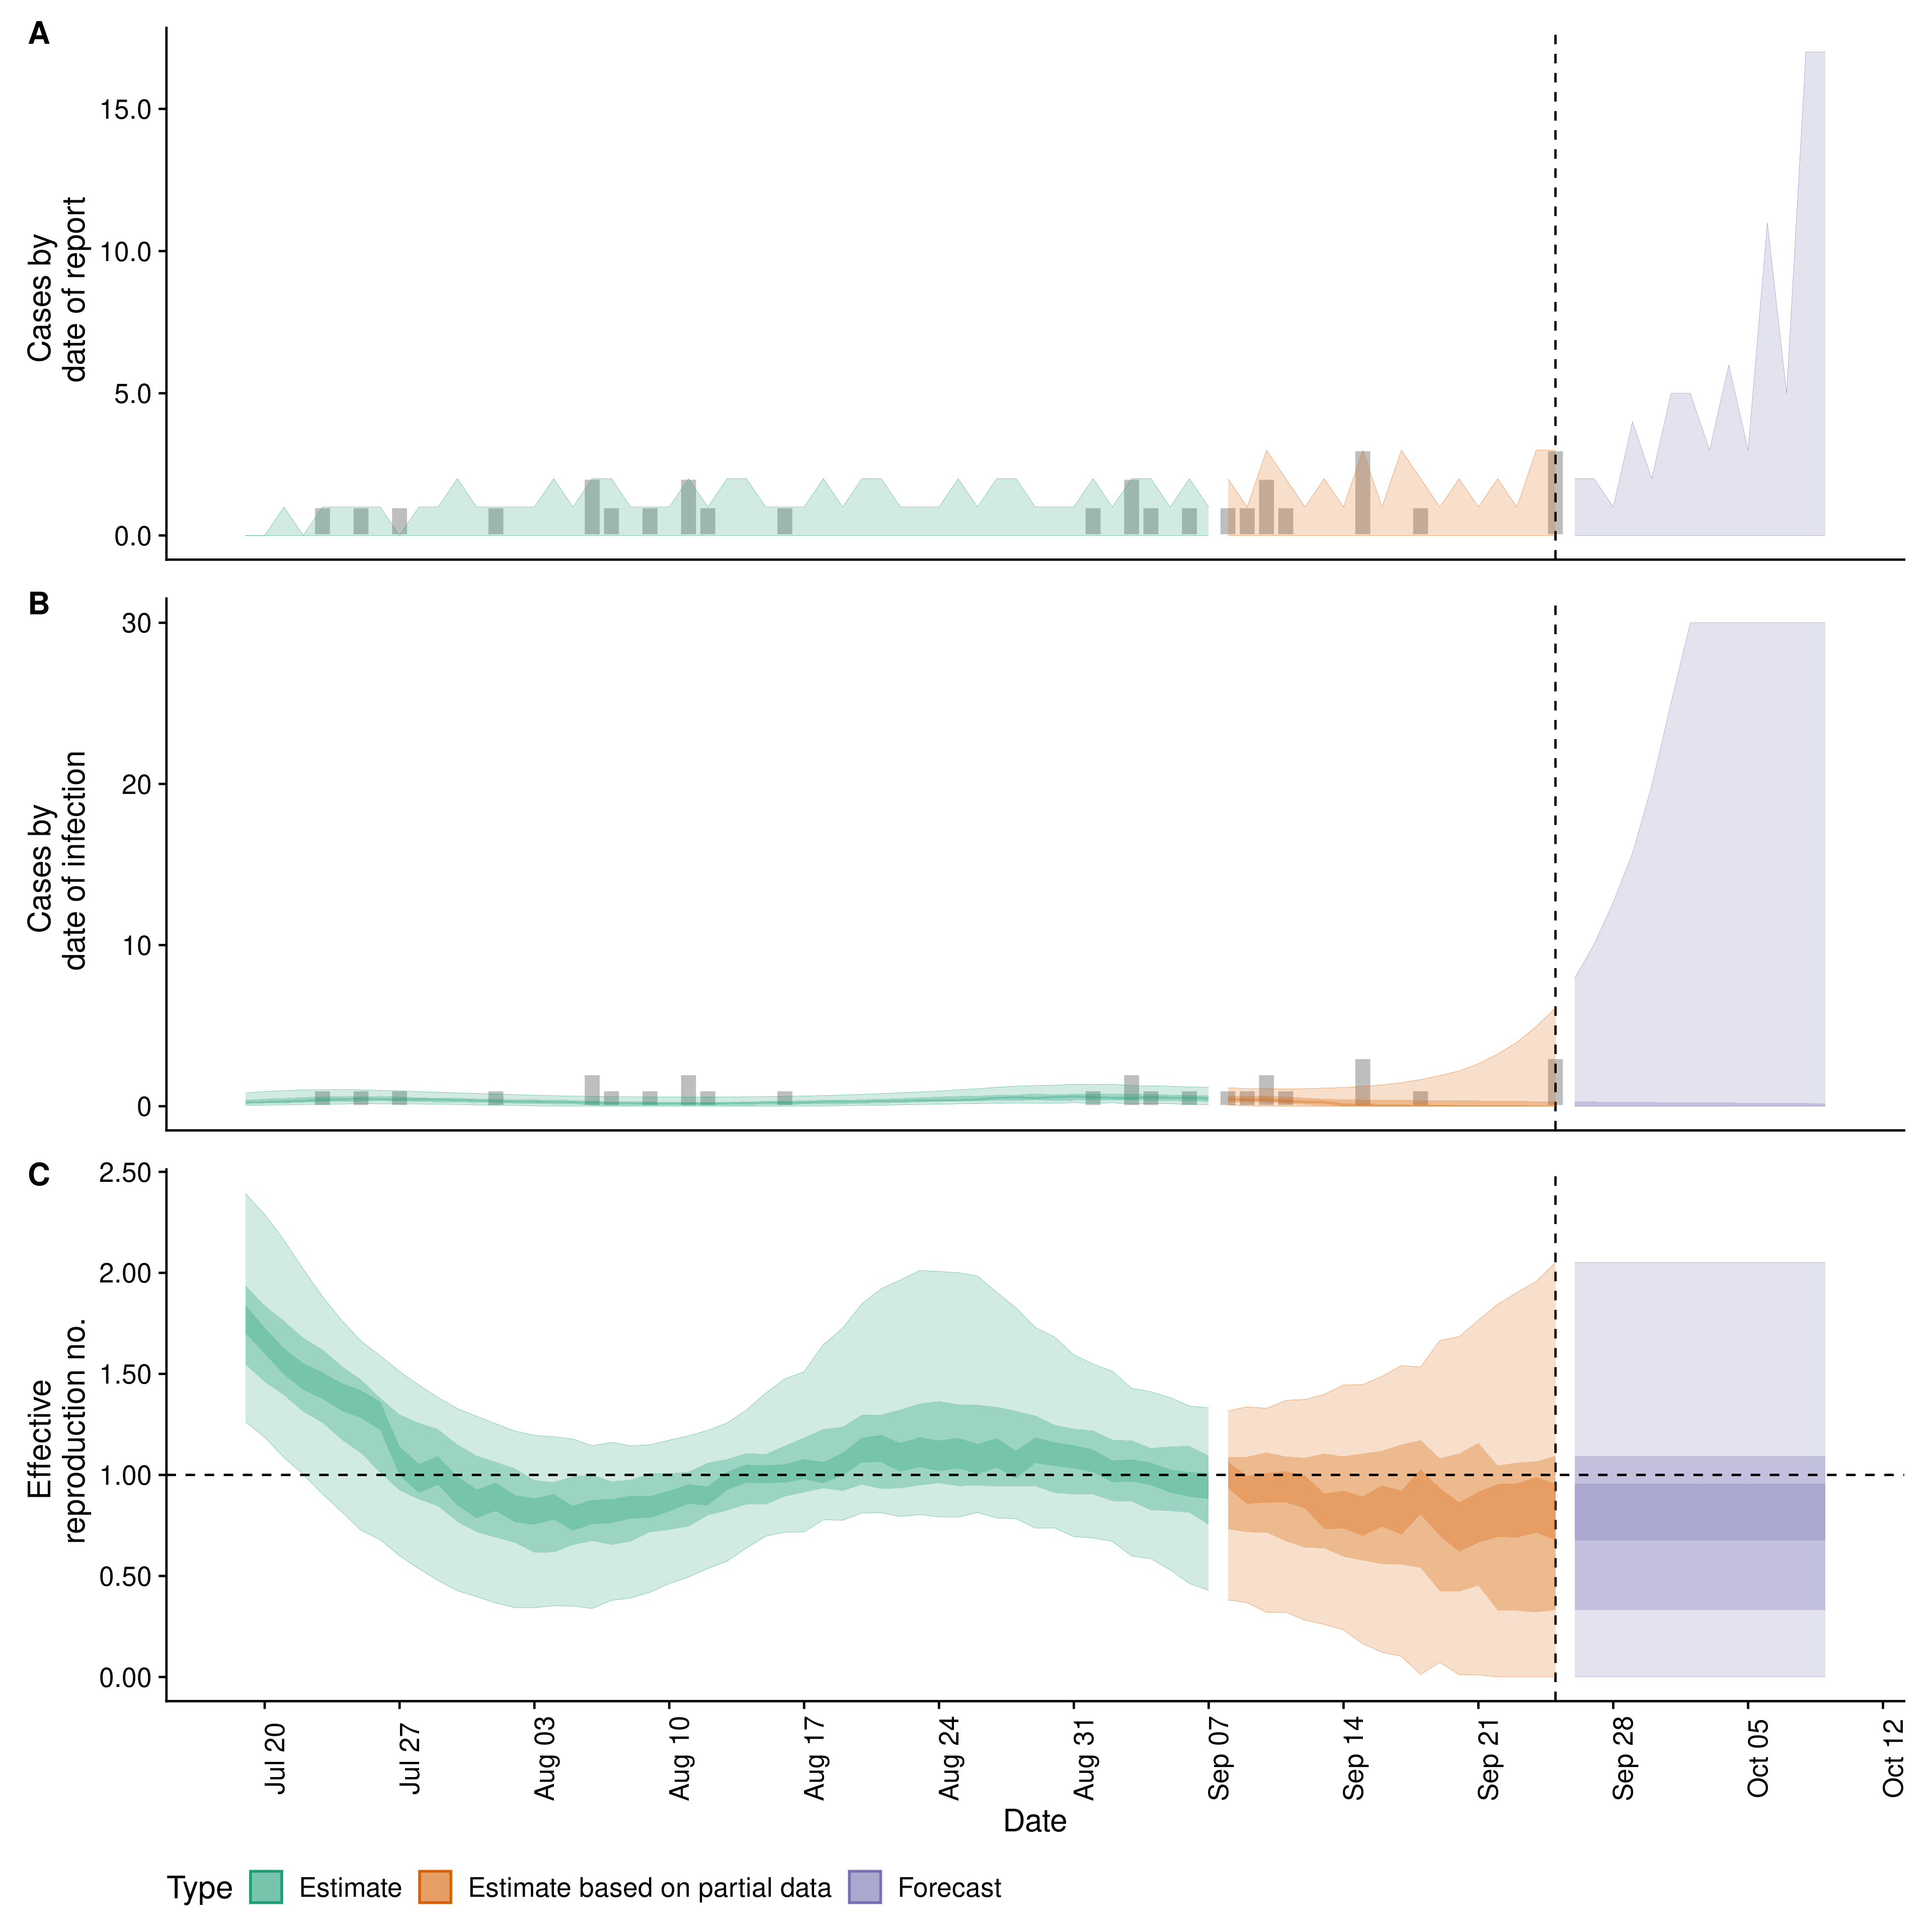 A
Cases by
date of report
15.0
10.0
5.0
0.0
B
Cases by
date of infection
30
20
10
0
C
Effective
reproduction no.
2.50
2.00
1.50
1.00
0.50
0.00
Jul 20
Jul 27
Aug 03
Aug 10
Aug 17
Aug 24
Aug 31
Sep 07
Sep 14
Sep 21
Sep 28
Oct 05
Oct 12
Date
Type Estimate Estimate based on partial data Forecast